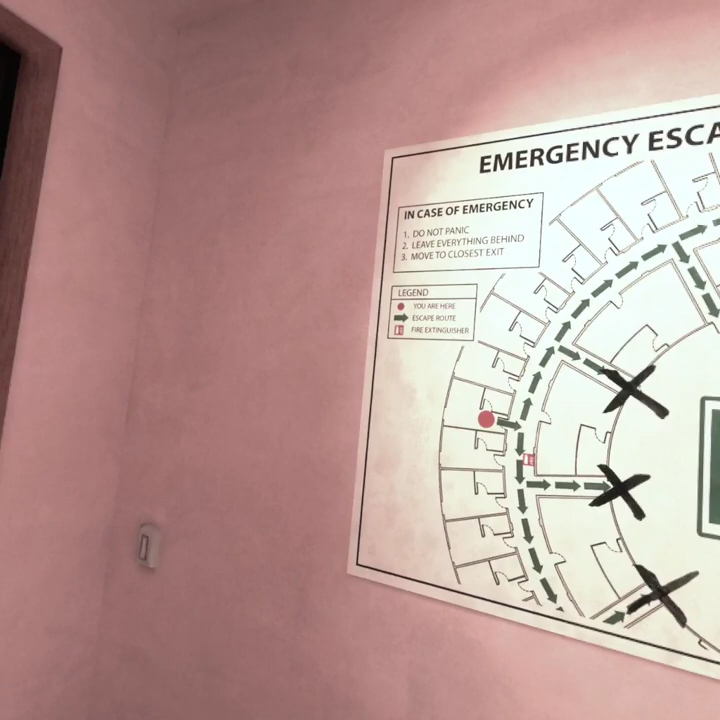 EMERGENCY ESCA
IN CASE OF EMERGENCY
1. DO NOT PANIC
2. LEAVE EVERYTHING BEHIND
3. MOVE TO CLOSEST EXIT
LEGEND
YOU ARE HERE
ESCAPE ROUTE
FIRE EXTINGUISHER